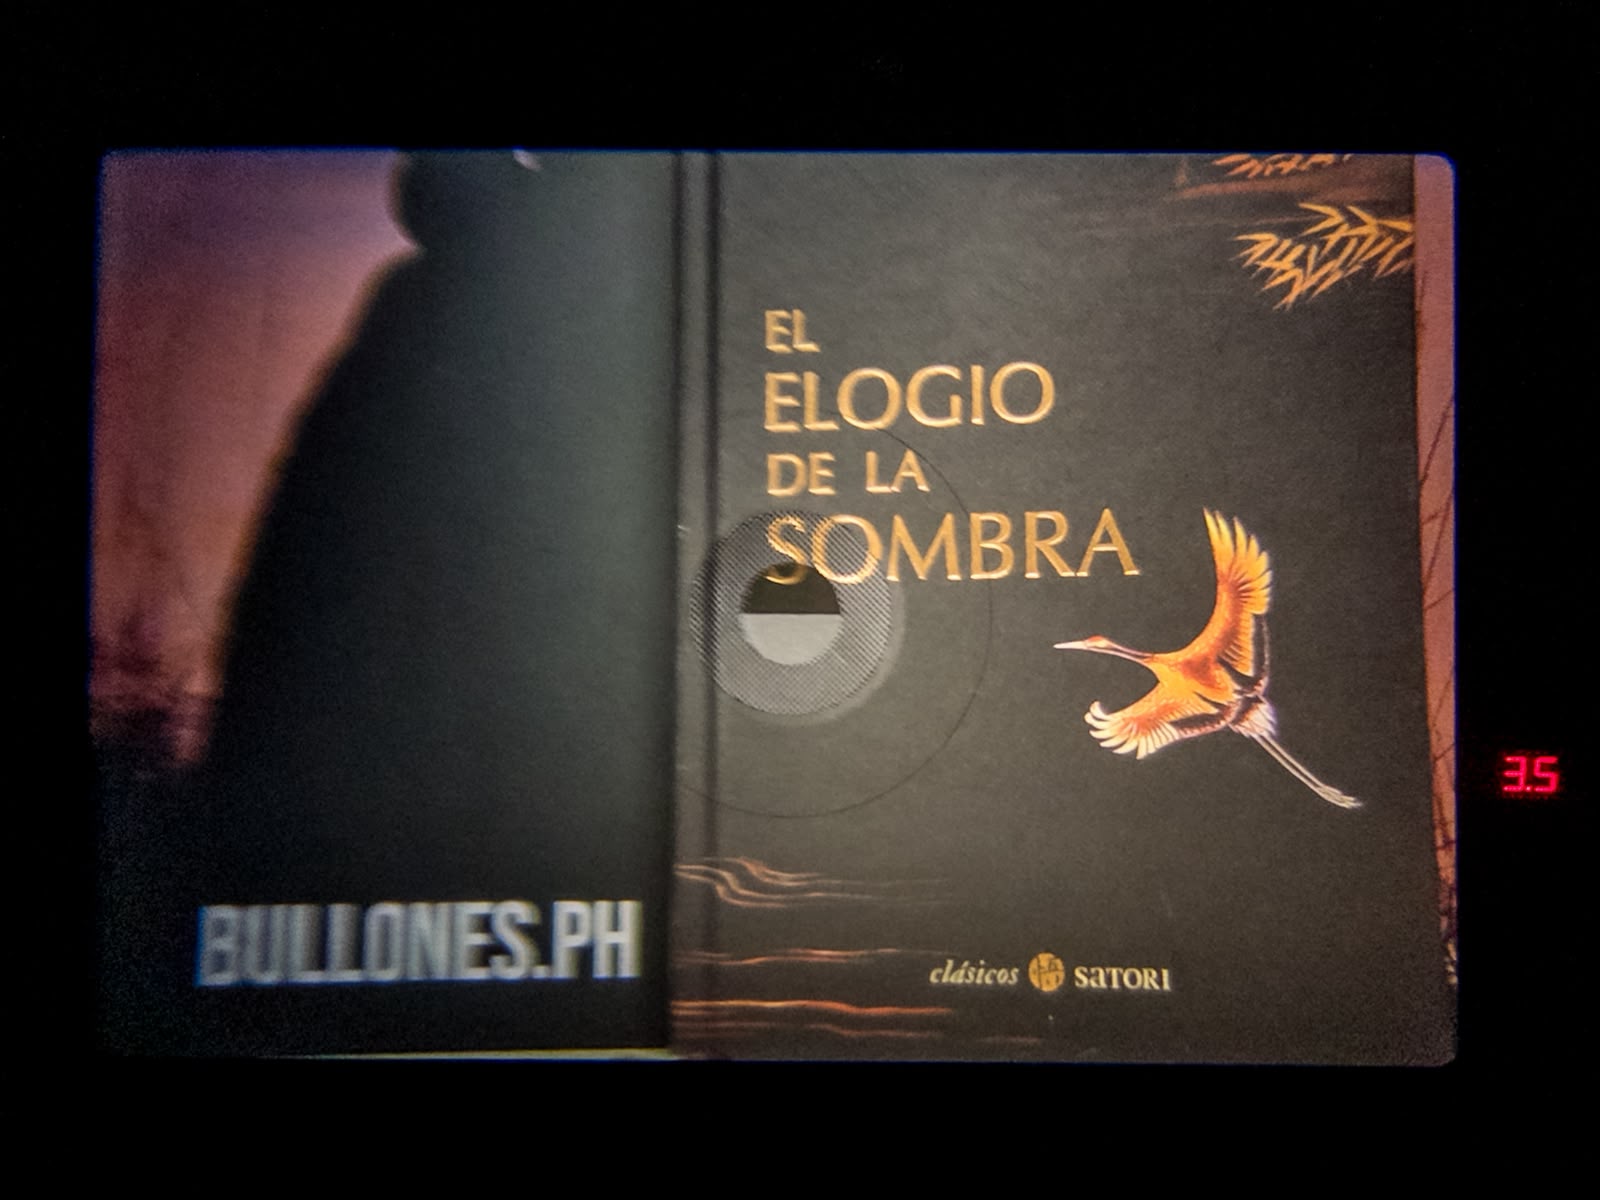 EL
ELOGIO
DE LA
SOMBRA
clásicos SATORI
BULLONES.PH
3.5